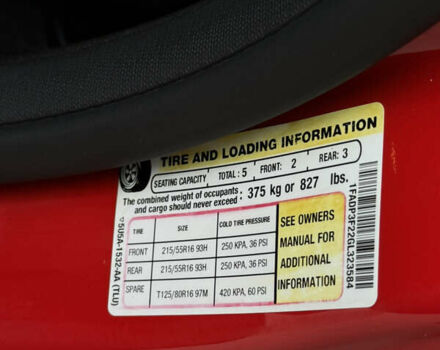 TIRE AND LOADING INFORMATION
SEATING CAPACITY TOTAL : 5 FRONT: 2 REAR: 3
The combined weight of occupants and cargo should never exceed: 375 kg or 827 lbs.
TIRE SIZE COLD TIRE PRESSURE
FRONT 215/55R16 93H 250 KPA, 36 PSI
REAR 215/55R16 93H 250 KPA, 36 PSI
SPARE T125/80R16 97M 420 KPA, 60 PSI
SEE OWNERS
MANUAL FOR
ADDITIONAL
INFORMATION
5U5A-1532-AA (TLU)
1FADP3F22GL323584